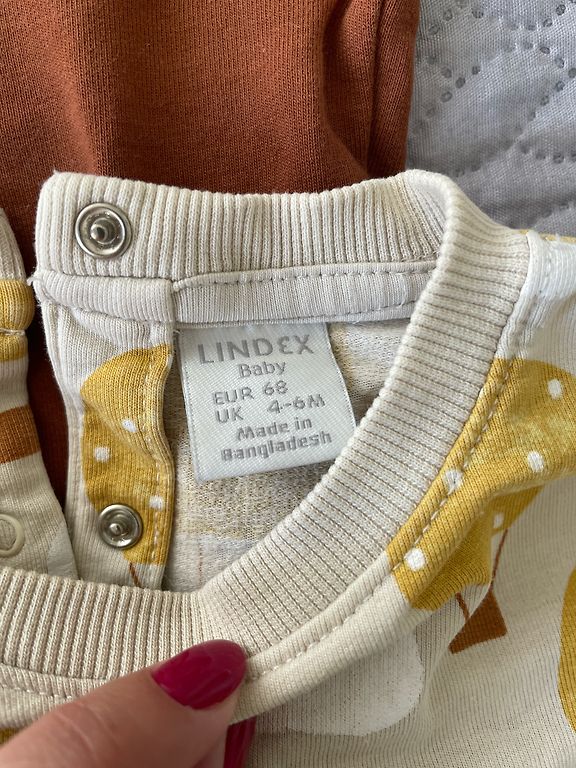 LINDEX
Baby
EUR 68
UK 4-6M
Made in
Bangladesh